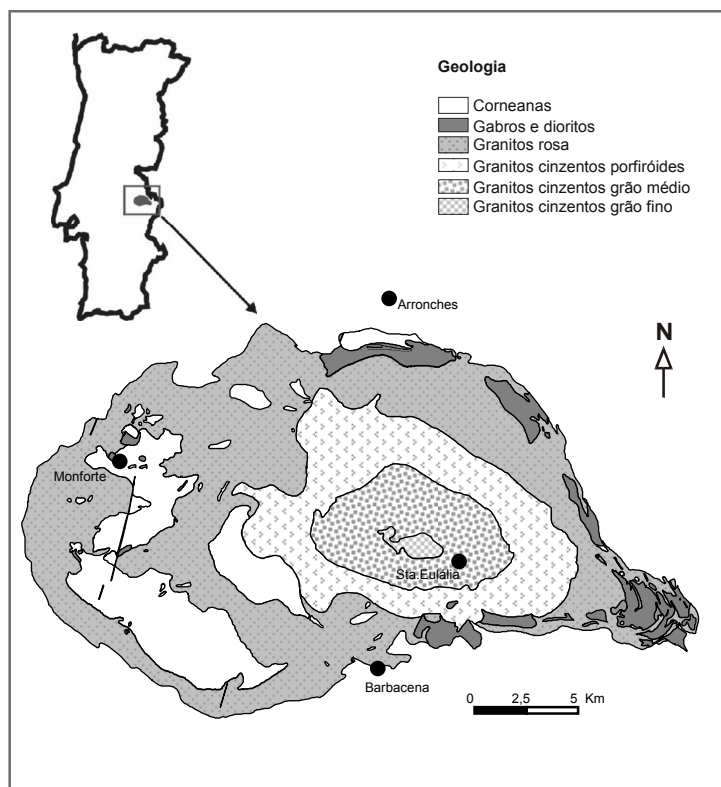 Geologia
Corneanas
Gabros e dioritos
Granitos rosa
Granitos cinzentos porfiróides
Granitos cinzentos grão médio
Granitos cinzentos grão fino
Arronches
N
Monforte
Sta.Eulália
Barbacena
0 2,5 5 Km